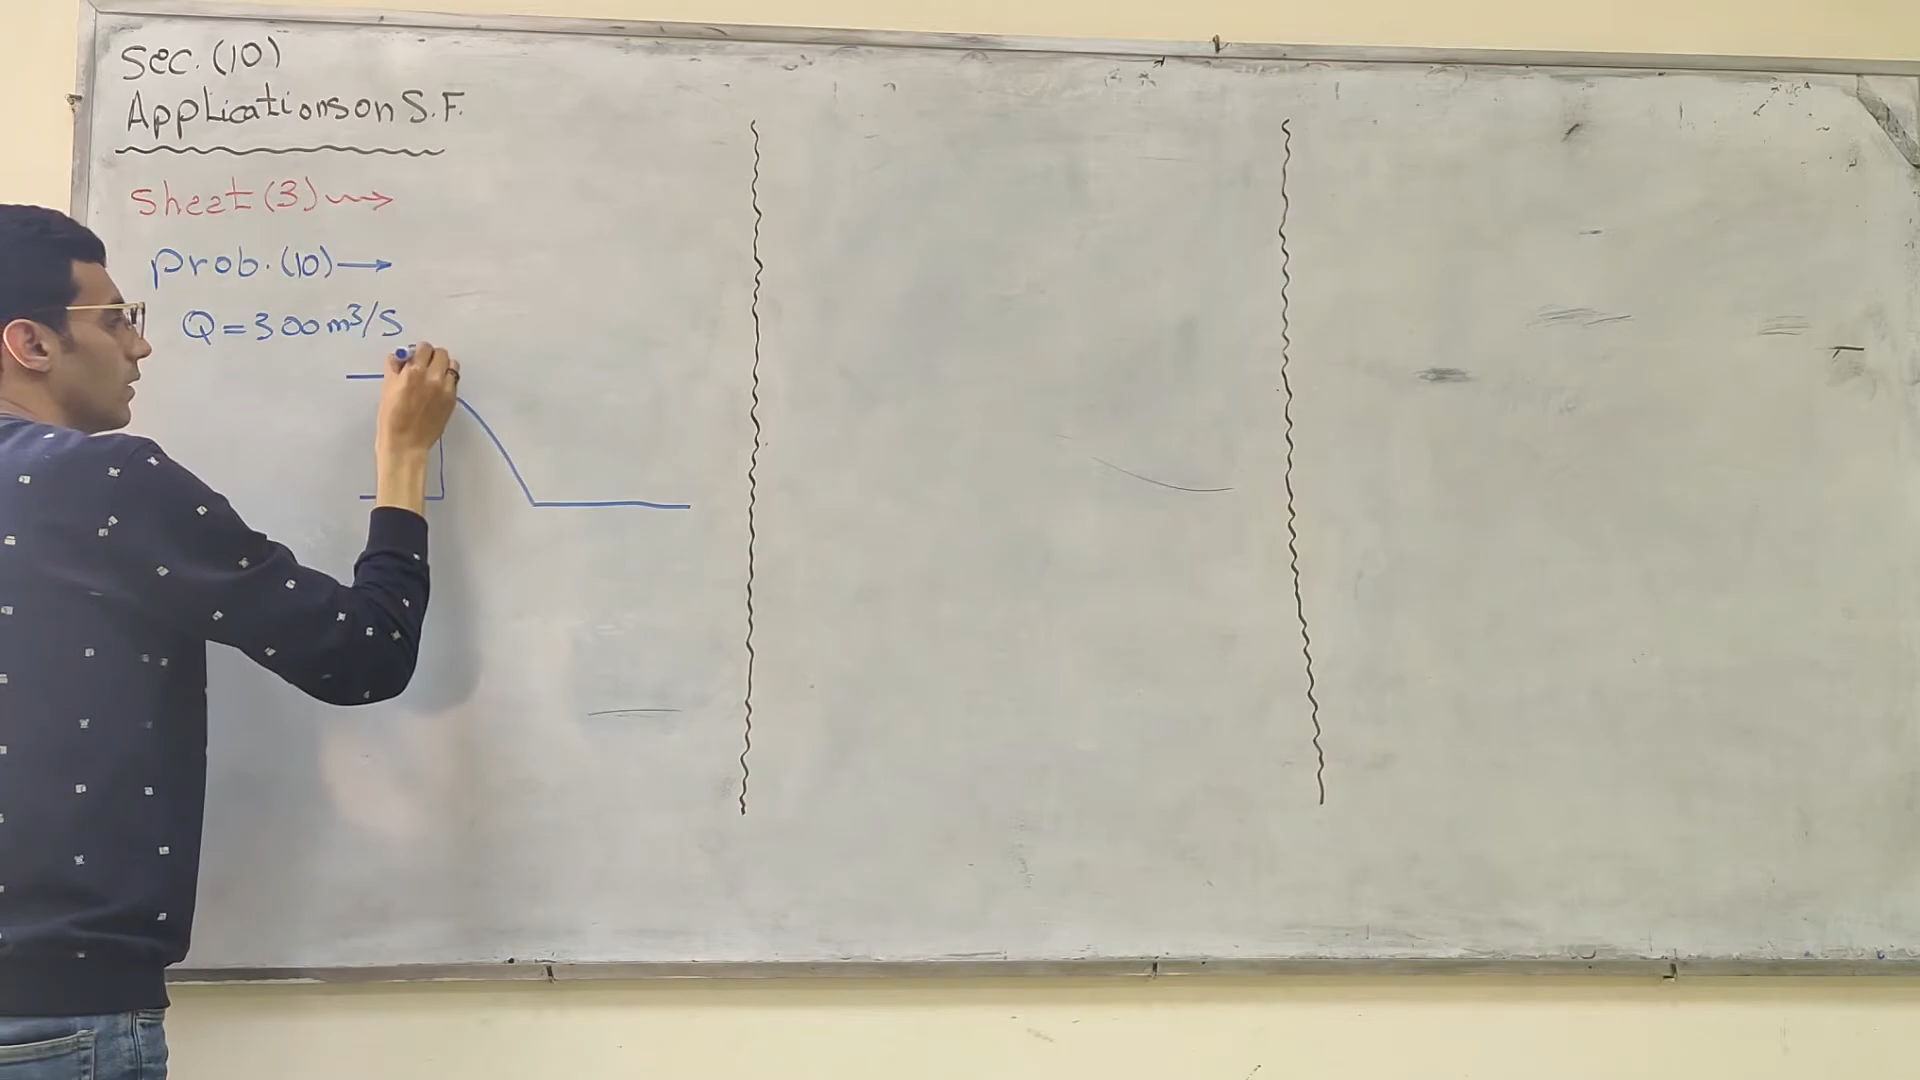 Sec. (10)
Applications on S.F.
Sheet (3)
prob. (10)
Q = 300 m³/s